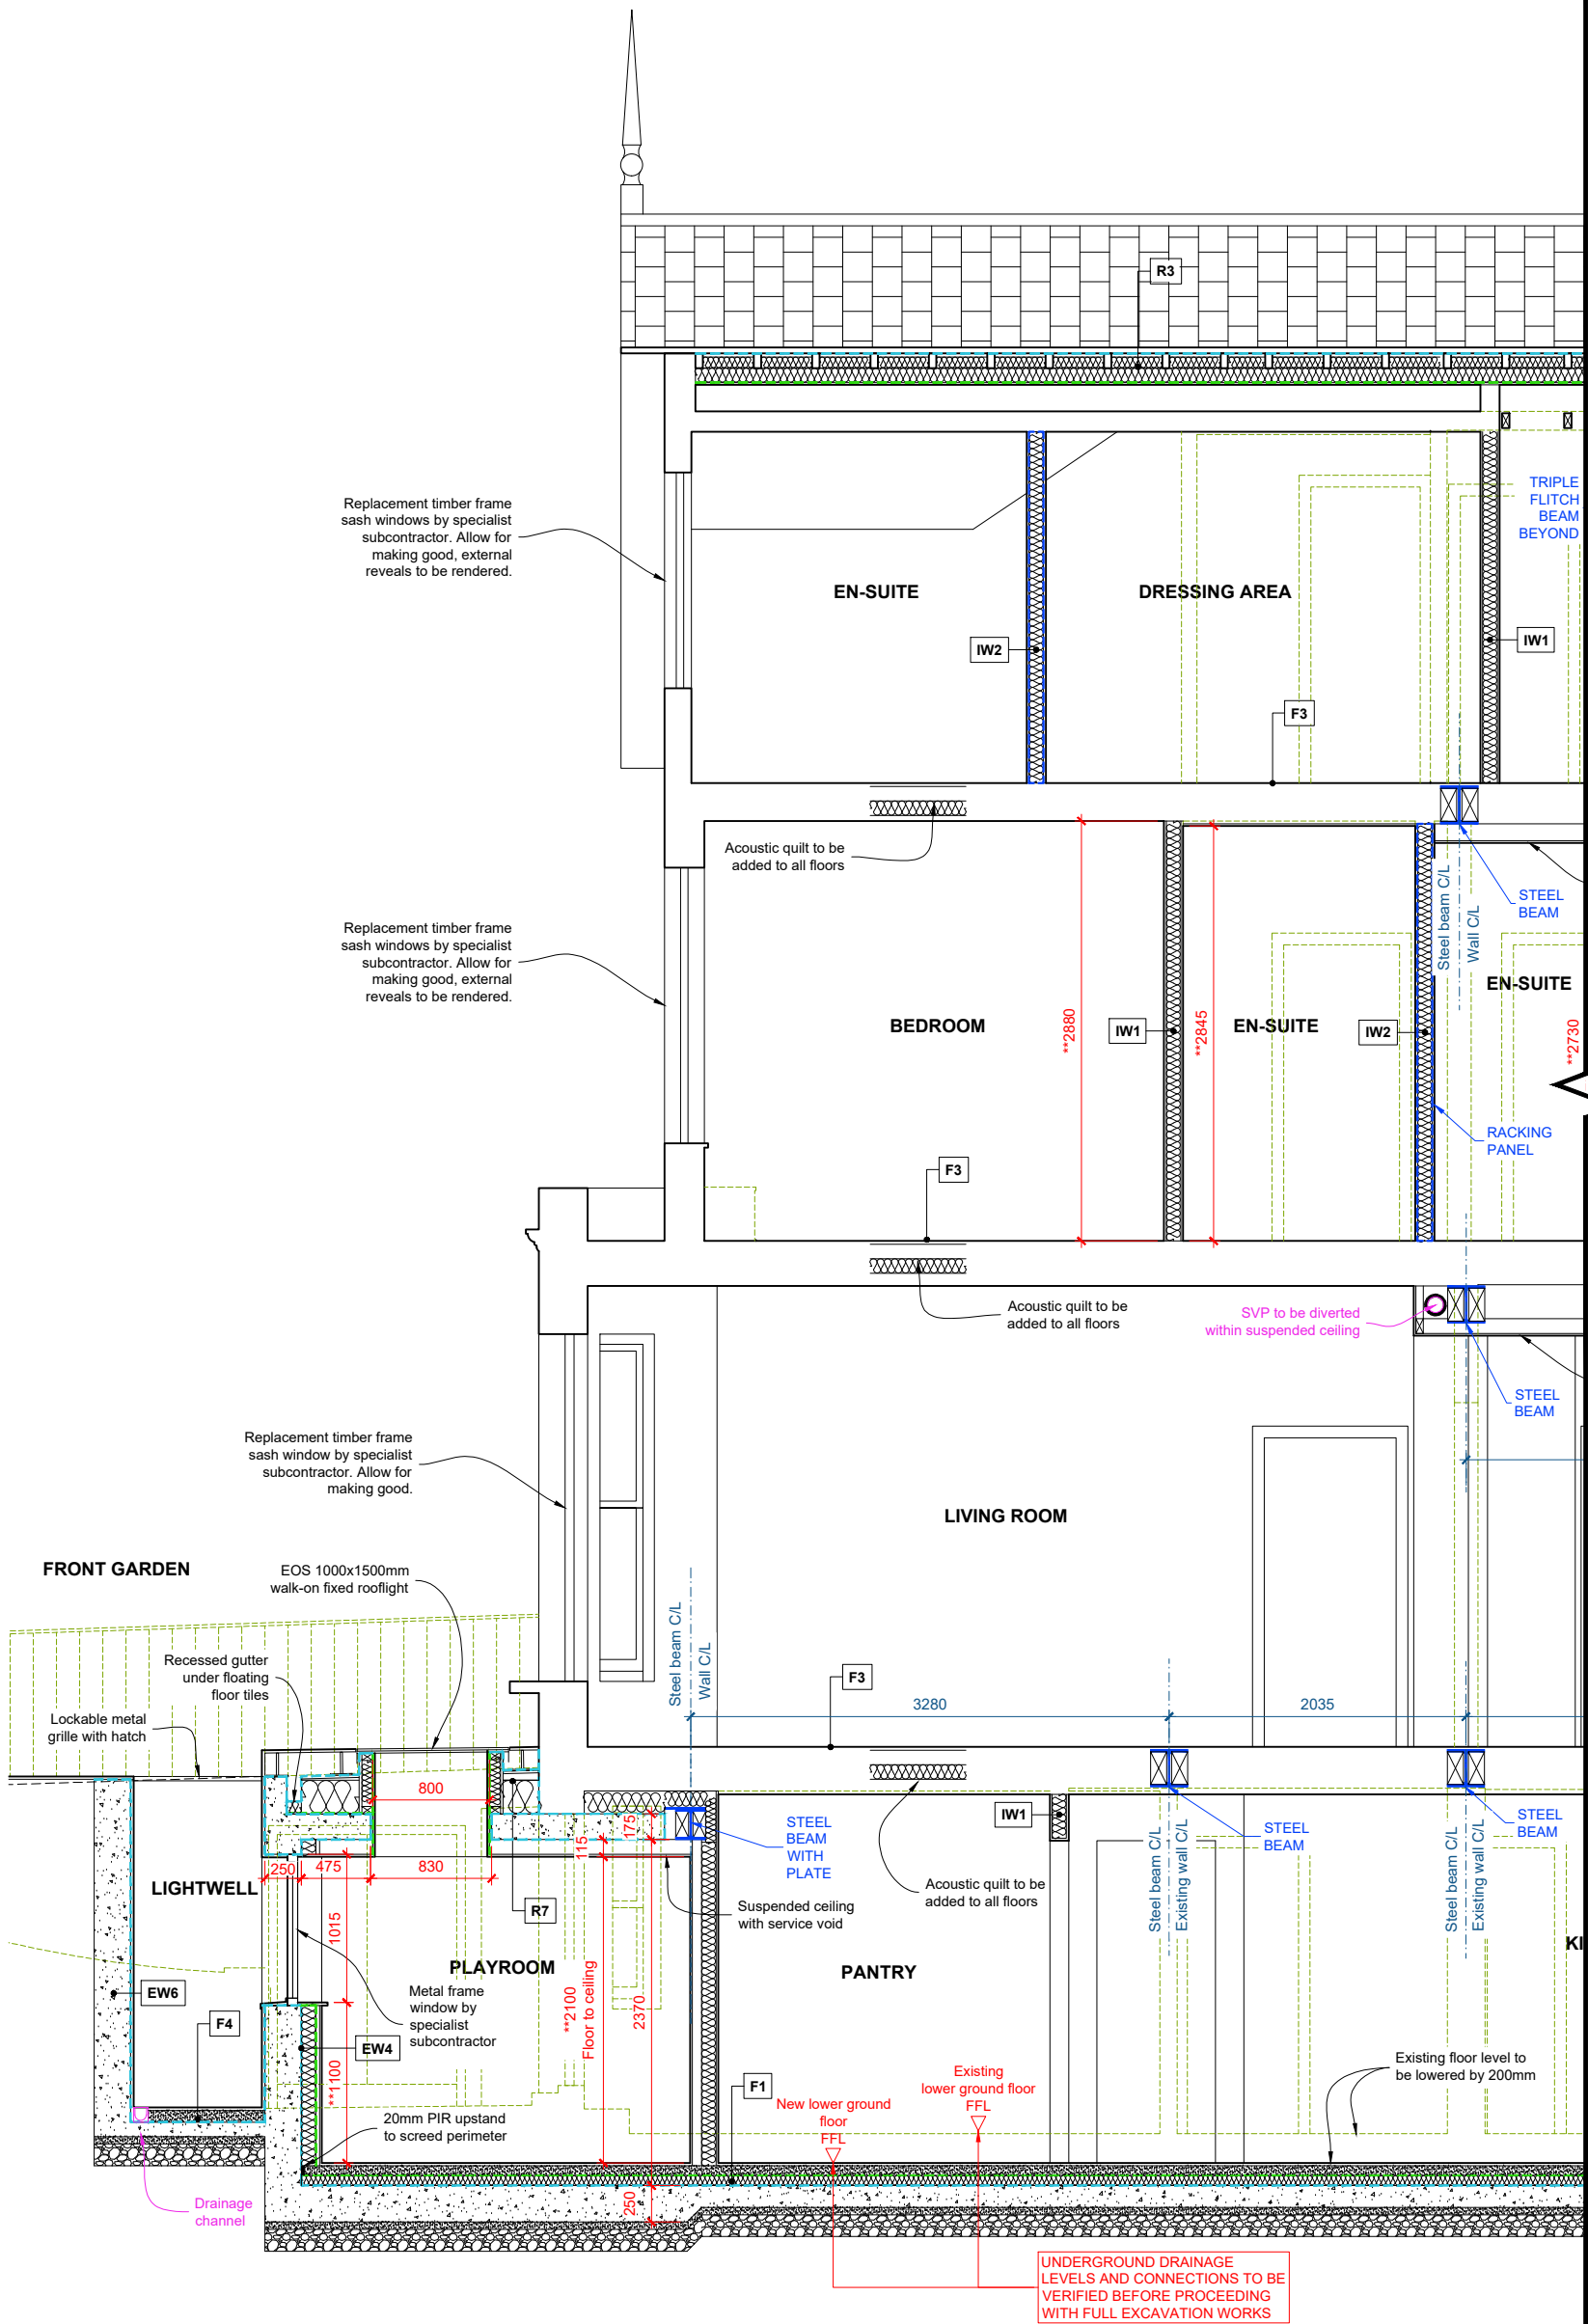 R3
TRIPLE
FLITCH
BEAM
BEYOND
Replacement timber frame
sash windows by specialist
subcontractor. Allow for
making good, external
reveals to be rendered.
EN-SUITE
DRESSING AREA
IW2
IW1
F3
Acoustic quilt to be
added to all floors
Steel beam C/L
Wall C/L
STEEL
BEAM
Replacement timber frame
sash windows by specialist
subcontractor. Allow for
making good, external
reveals to be rendered.
BEDROOM
**2880
IW1
**2845
EN-SUITE
IW2
EN-SUITE
**2730
RACKING
PANEL
F3
Acoustic quilt to be
added to all floors
SVP to be diverted
within suspended ceiling
STEEL
BEAM
Replacement timber frame
sash window by specialist
subcontractor. Allow for
making good.
LIVING ROOM
FRONT GARDEN
EOS 1000x1500mm
walk-on fixed rooflight
Recessed gutter
under floating
floor tiles
Lockable metal
grille with hatch
Steel beam C/L
Wall C/L
F3
3280
2035
800
175
115
STEEL
BEAM
WITH
PLATE
IW1
STEEL
BEAM
STEEL
BEAM
250
475
830
LIGHTWELL
R7
Suspended ceiling
with service void
Acoustic quilt to be
added to all floors
Steel beam C/L
Existing wall C/L
Steel beam C/L
Existing wall C/L
1015
PLAYROOM
PANTRY
KI
EW6
F4
Metal frame
window by
specialist
subcontractor
EW4
**2100
Floor to ceiling
2370
**1100
F1
Existing
lower ground floor
FFL
New lower ground
floor
FFL
Existing floor level to
be lowered by 200mm
20mm PIR upstand
to screed perimeter
Drainage
channel
250
UNDERGROUND DRAINAGE
LEVELS AND CONNECTIONS TO BE
VERIFIED BEFORE PROCEEDING
WITH FULL EXCAVATION WORKS